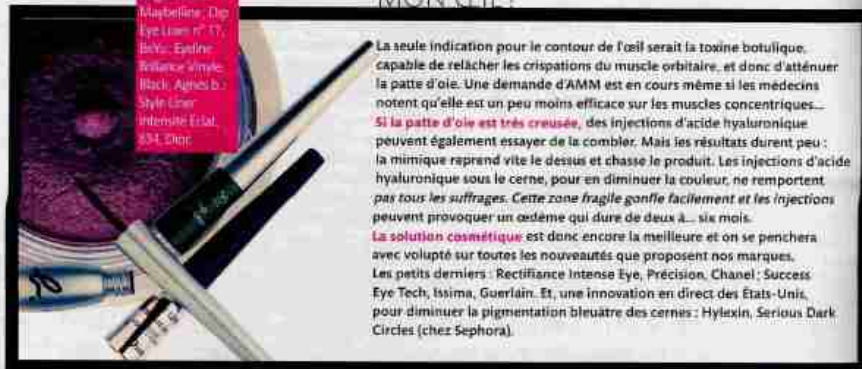 MON ŒIL !
Maybelline ; Dip
Eye Liner n° 17,
BeYu ; Eyeline
Brillance Vinyle
Black, Agnès b. ;
Style Liner
Intensité Eclat,
834, Dior.
La seule indication pour le contour de l'œil serait la toxine botulique,
capable de relâcher les crispations du muscle orbitaire, et donc d'atténuer
la patte d'oie. Une demande d'AMM est en cours même si les médecins
notent qu'elle est un peu moins efficace sur les muscles concentriques...
Si la patte d'oie est très creusée, des injections d'acide hyaluronique
peuvent également essayer de la combler. Mais les résultats durent peu :
la mimique reprend vite le dessus et chasse le produit. Les injections d'acide
hyaluronique sous le cerne, pour en diminuer la couleur, ne remportent
pas tous les suffrages. Cette zone fragile gonfle facilement et les injections
peuvent provoquer un œdème qui dure de deux à... six mois.
La solution cosmétique est donc encore la meilleure et on se penchera
avec volupté sur toutes les nouveautés que proposent nos marques.
Les petits derniers : Rectifiance Intense Eye, Précision, Chanel ; Success
Eye Tech, Issima, Guerlain. Et, une innovation en direct des États-Unis,
pour diminuer la pigmentation bleuâtre des cernes : Hylexin, Serious Dark
Circles (chez Sephora).